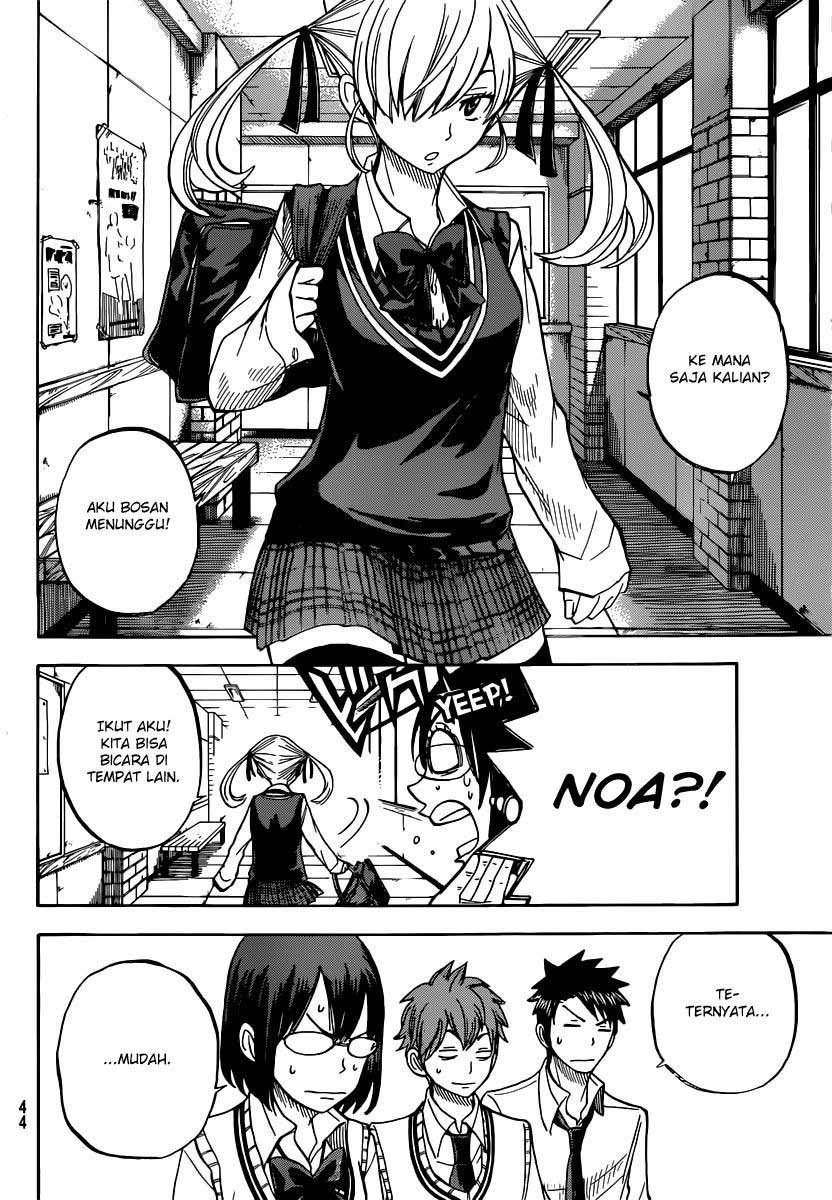 KE MANA
SAJA KALIAN?
AKU BOSAN
MENUNGGU!
YEEP!
NOA?!
IKUT AKU!
KITA BISA
BICARA DI
TEMPAT LAIN.
TE-
TERNYATA...
...MUDAH.
44